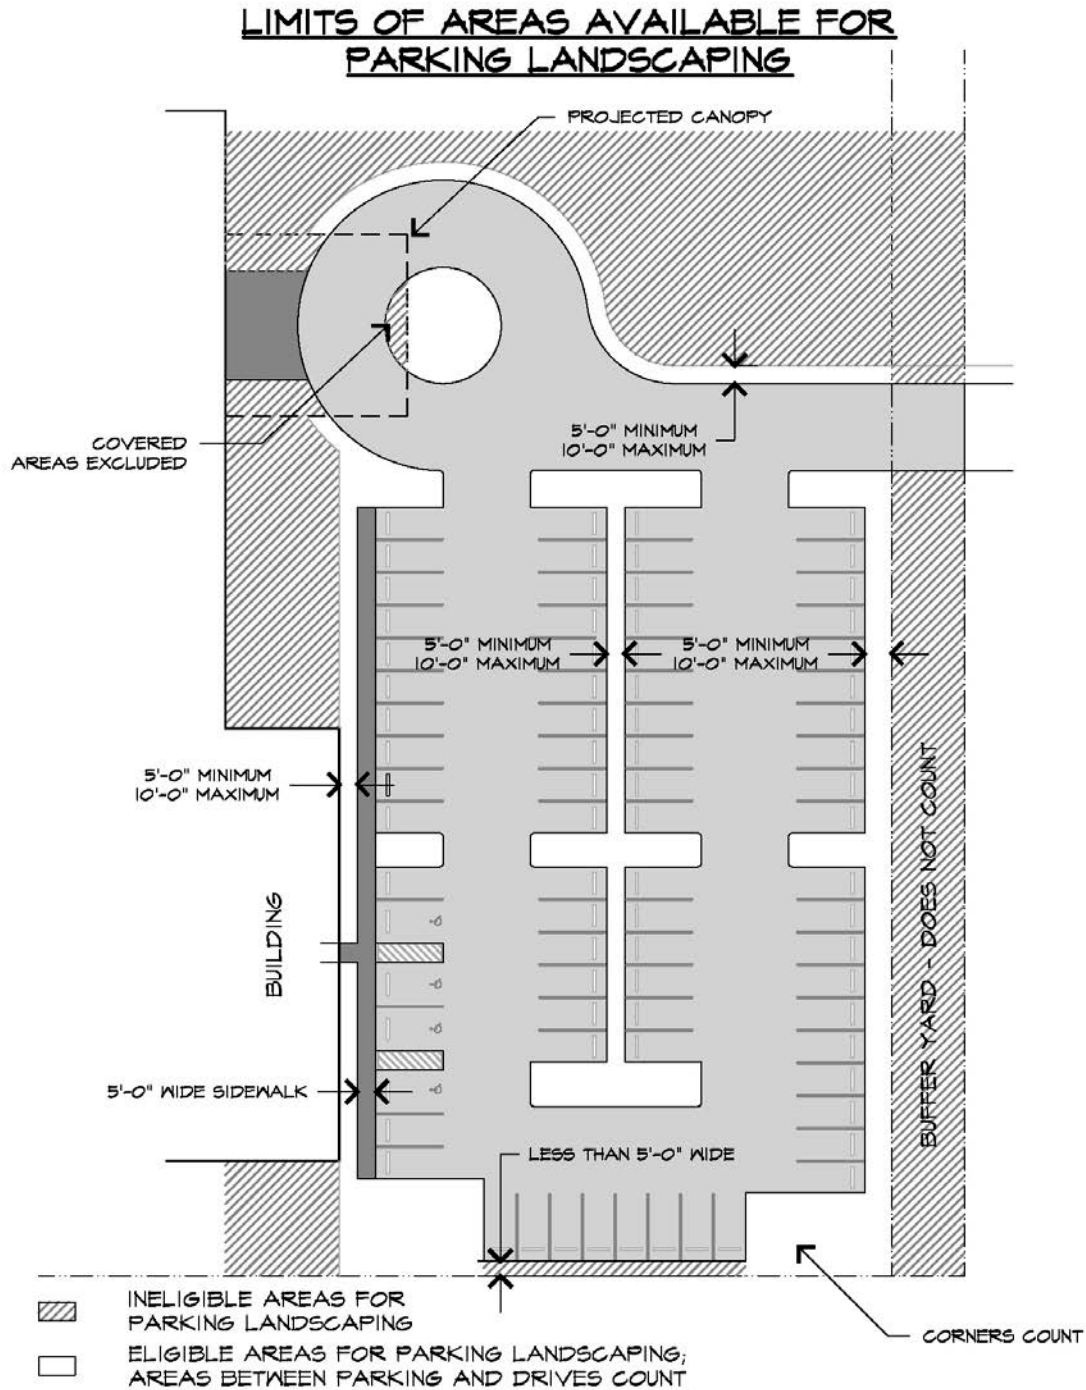 LIMITS OF AREAS AVAILABLE FOR
PARKING LANDSCAPING
PROJECTED CANOPY
COVERED
AREAS EXCLUDED
5'-0" MINIMUM
10'-0" MAXIMUM
5'-0" MINIMUM
10'-0" MAXIMUM
5'-0" MINIMUM
10'-0" MAXIMUM
5'-0" MINIMUM
10'-0" MAXIMUM
BUILDING
BUFFER YARD - DOES NOT COUNT
5'-0" WIDE SIDEWALK
LESS THAN 5'-0" WIDE
CORNERS COUNT
INELIGIBLE AREAS FOR
PARKING LANDSCAPING
ELIGIBLE AREAS FOR PARKING LANDSCAPING;
AREAS BETWEEN PARKING AND DRIVES COUNT